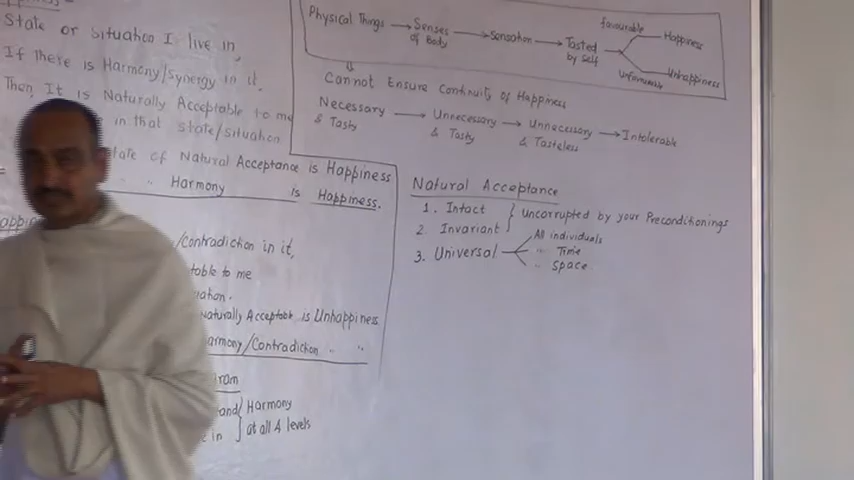 State or Situation I live in,
If There is Harmony/Synergy in it,
Then, It is Naturally Acceptable to me
in that state/situation
tate of Natural Acceptance is Happiness
" " Harmony is Happiness.
/Contradiction in it,
table to me
uation.
Naturally Acceptable is Unhappiness
armony/Contradiction " "
ram
and Harmony
e in at all 4 levels
Physical Things → Senses of Body → Sensation → Tasted by self
favourable Happiness
unfavourable Unhappiness
Cannot Ensure Continuity of Happiness
Necessary & Tasty → Unnecessary & Tasty → Unnecessary & Tasteless → Intolerable
Natural Acceptance
1. Intact
2. Invariant
uncorrupted by your Preconditionings
3. Universal
All individuals
" Time
" Space